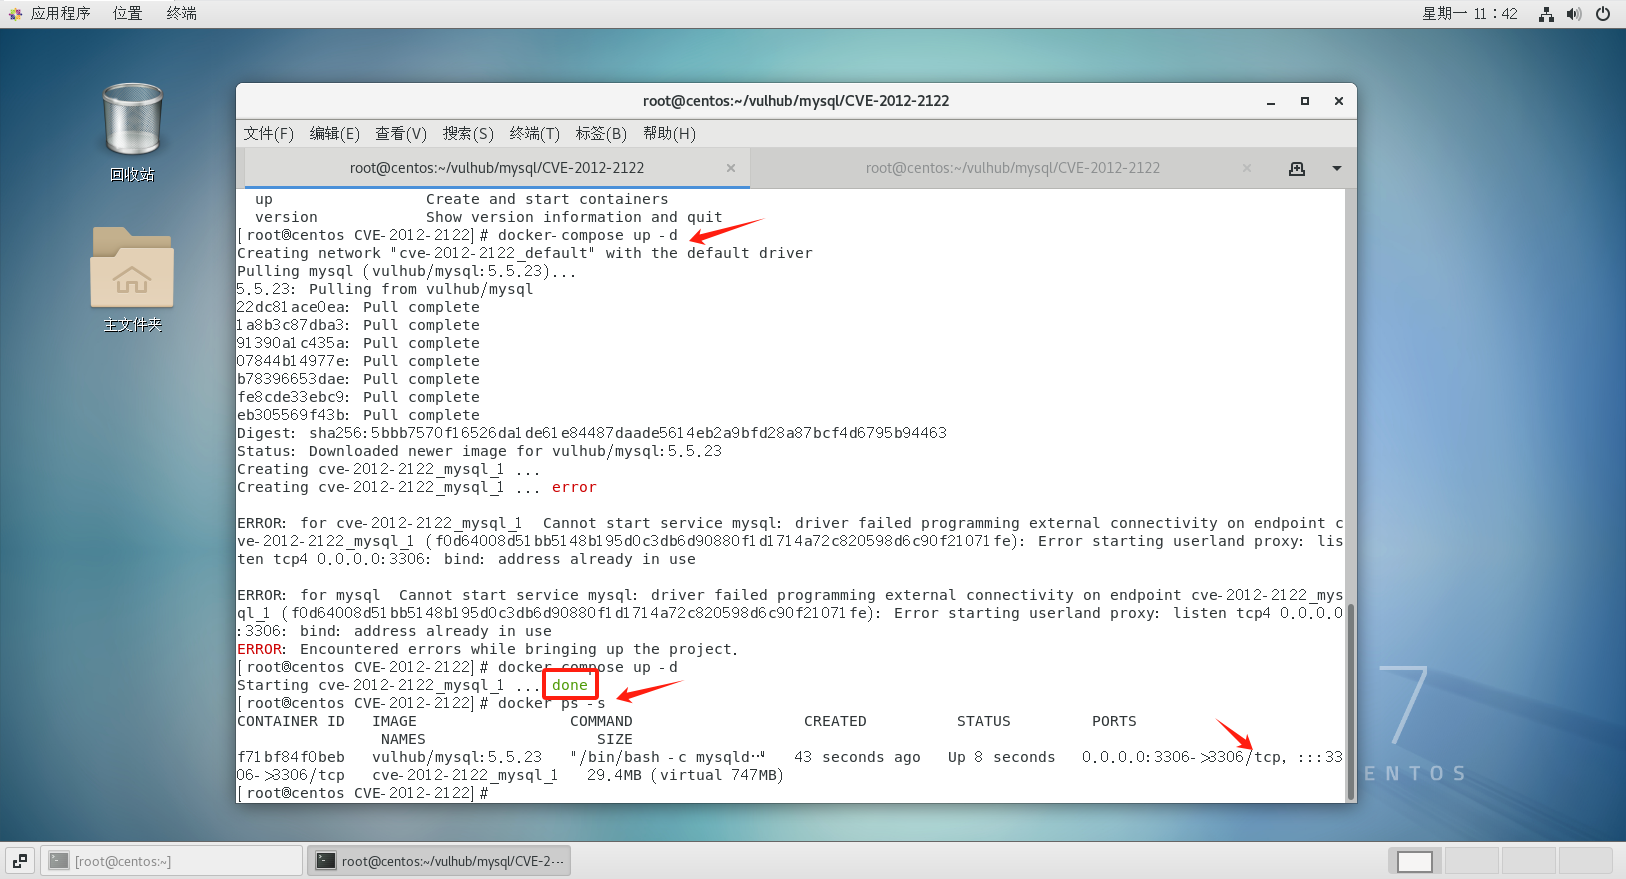 应用程序 位置 终端 星期一 11：42
回收站
主文件夹
root@centos:~/vulhub/mysql/CVE-2012-2122
文件(F) 编辑(E) 查看(V) 搜索(S) 终端(T) 标签(B) 帮助(H)
root@centos:~/vulhub/mysql/CVE-2012-2122 root@centos:~/vulhub/mysql/CVE-2012-2122
up Create and start containers
version Show version information and quit
[root@centos CVE-2012-2122]# docker-compose up -d
Creating network "cve-2012-2122_default" with the default driver
Pulling mysql (vulhub/mysql:5.5.23)...
5.5.23: Pulling from vulhub/mysql
22dc81ace0ea: Pull complete
1a8b3c87dba3: Pull complete
91390a1c435a: Pull complete
07844b14977e: Pull complete
b78396653dae: Pull complete
fe8cde33ebc9: Pull complete
eb305569f43b: Pull complete
Digest: sha256:5bbb7570f16526da1de61e84487daade5614eb2a9bfd28a87bcf4d6795b94463
Status: Downloaded newer image for vulhub/mysql:5.5.23
Creating cve-2012-2122_mysql_1 ...
Creating cve-2012-2122_mysql_1 ... error
ERROR: for cve-2012-2122_mysql_1 Cannot start service mysql: driver failed programming external connectivity on endpoint c
ve-2012-2122_mysql_1 (f0d64008d51bb5148b195d0c3db6d90880f1d1714a72c820598d6c90f21071fe): Error starting userland proxy: lis
ten tcp4 0.0.0.0:3306: bind: address already in use
ERROR: for mysql Cannot start service mysql: driver failed programming external connectivity on endpoint cve-2012-2122_mys
ql_1 (f0d64008d51bb5148b195d0c3db6d90880f1d1714a72c820598d6c90f21071fe): Error starting userland proxy: listen tcp4 0.0.0.0
:3306: bind: address already in use
ERROR: Encountered errors while bringing up the project.
[root@centos CVE-2012-2122]# docker-compose up -d
Starting cve-2012-2122_mysql_1 ... done
[root@centos CVE-2012-2122]# docker ps -s
CONTAINER ID IMAGE COMMAND CREATED STATUS PORTS
NAMES SIZE
f71bf84f0beb vulhub/mysql:5.5.23 "/bin/bash -c mysqld…" 43 seconds ago Up 8 seconds 0.0.0.0:3306->3306/tcp, :::33
06->3306/tcp cve-2012-2122_mysql_1 29.4MB (virtual 747MB)
[root@centos CVE-2012-2122]#
7
ENTOS
[root@centos:~] root@centos:~/vulhub/mysql/CVE-2···